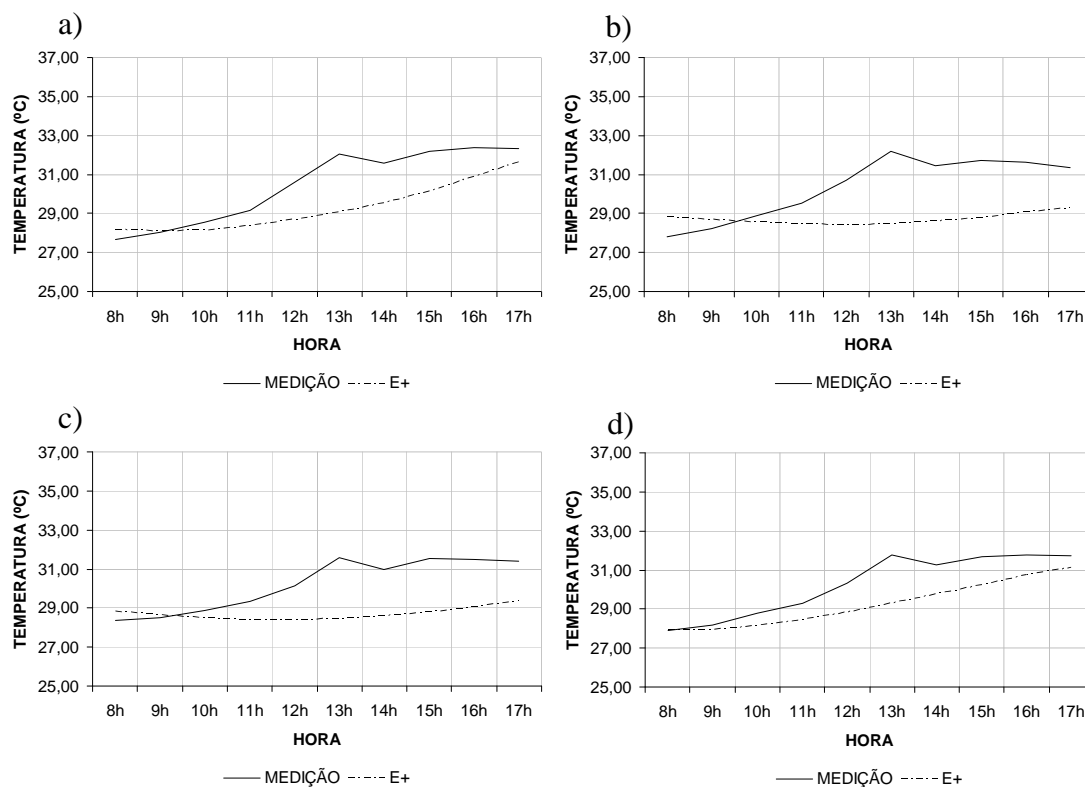 a)
37,00
35,00
33,00
31,00
29,00
27,00
25,00
TEMPERATURA (ºC)
8h 9h 10h 11h 12h 13h 14h 15h 16h 17h
HORA
MEDIÇÃO E+
b)
37,00
35,00
33,00
31,00
29,00
27,00
25,00
TEMPERATURA (ºC)
8h 9h 10h 11h 12h 13h 14h 15h 16h 17h
HORA
MEDIÇÃO E+
c)
37,00
35,00
33,00
31,00
29,00
27,00
25,00
TEMPERATURA (ºC)
8h 9h 10h 11h 12h 13h 14h 15h 16h 17h
HORA
MEDIÇÃO E+
d)
37,00
35,00
33,00
31,00
29,00
27,00
25,00
TEMPERATURA (ºC)
8h 9h 10h 11h 12h 13h 14h 15h 16h 17h
HORA
MEDIÇÃO E+